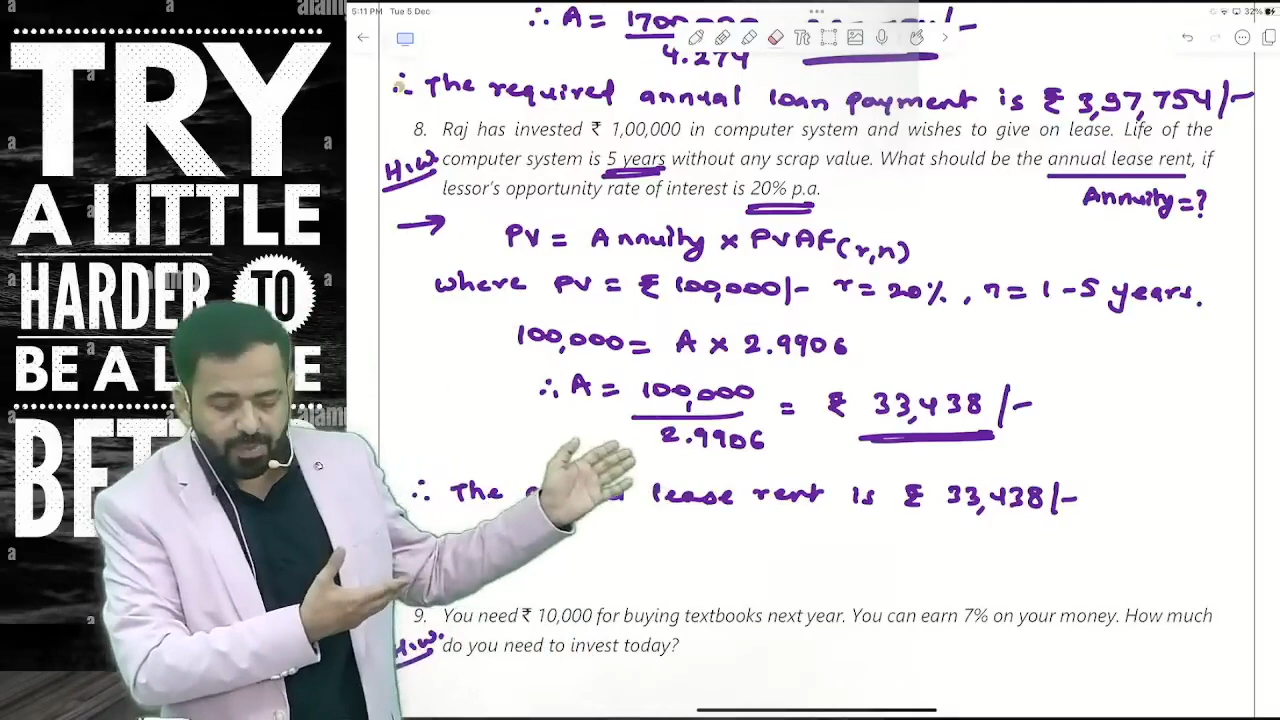 TRY
A LITTLE
HARDER TO
BE A
5:11 PM Tue 5 Dec
32%
∴ A =
4.274
∴ The required annual loan payment is ₹ 3,97,754/-
8. Raj has invested ₹ 1,00,000 in computer system and wishes to give on lease. Life of the
H.W computer system is 5 years without any scrap value. What should be the annual lease rent, if
lessor's opportunity rate of interest is 20% p.a.
Annuity = ?
→ PV = Annuity × PVAF(r,n)
where PV = ₹ 100,000/- r = 20%, n = 1-5 years.
100,000 = A × 2.9906
∴ A = 100,000 / 2.9906 = ₹ 33,438/-
∴ The lease rent is ₹ 33,438/-
9. You need ₹ 10,000 for buying textbooks next year. You can earn 7% on your money. How much
H.W. do you need to invest today?